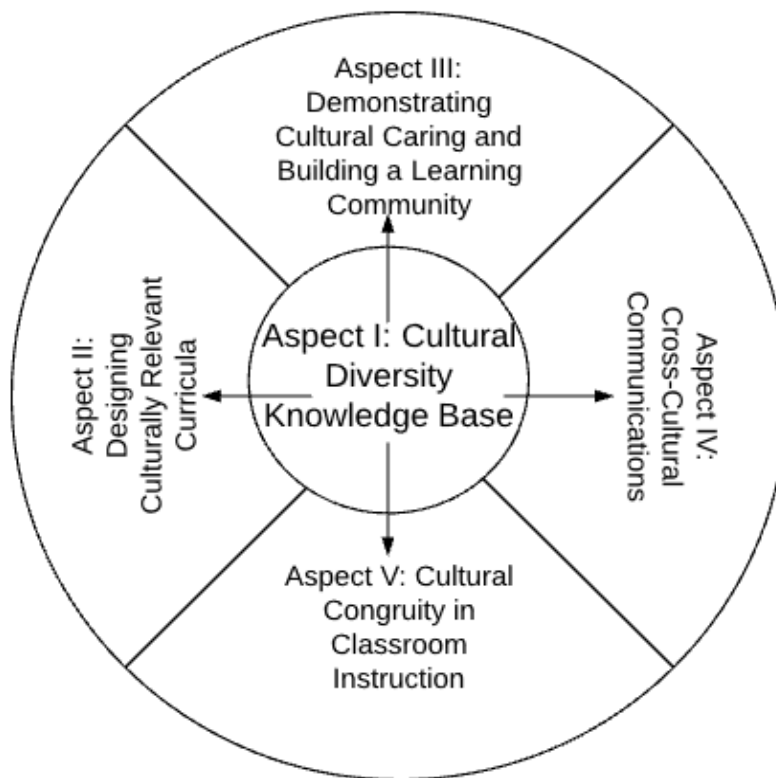 Aspect III:
Demonstrating
Cultural Caring and
Building a Learning
Community
Aspect II:
Designing
Culturally Relevant
Curricula
Aspect I: Cultural
Diversity
Knowledge Base
Aspect IV:
Cross-Cultural
Communications
Aspect V: Cultural
Congruity in
Classroom
Instruction